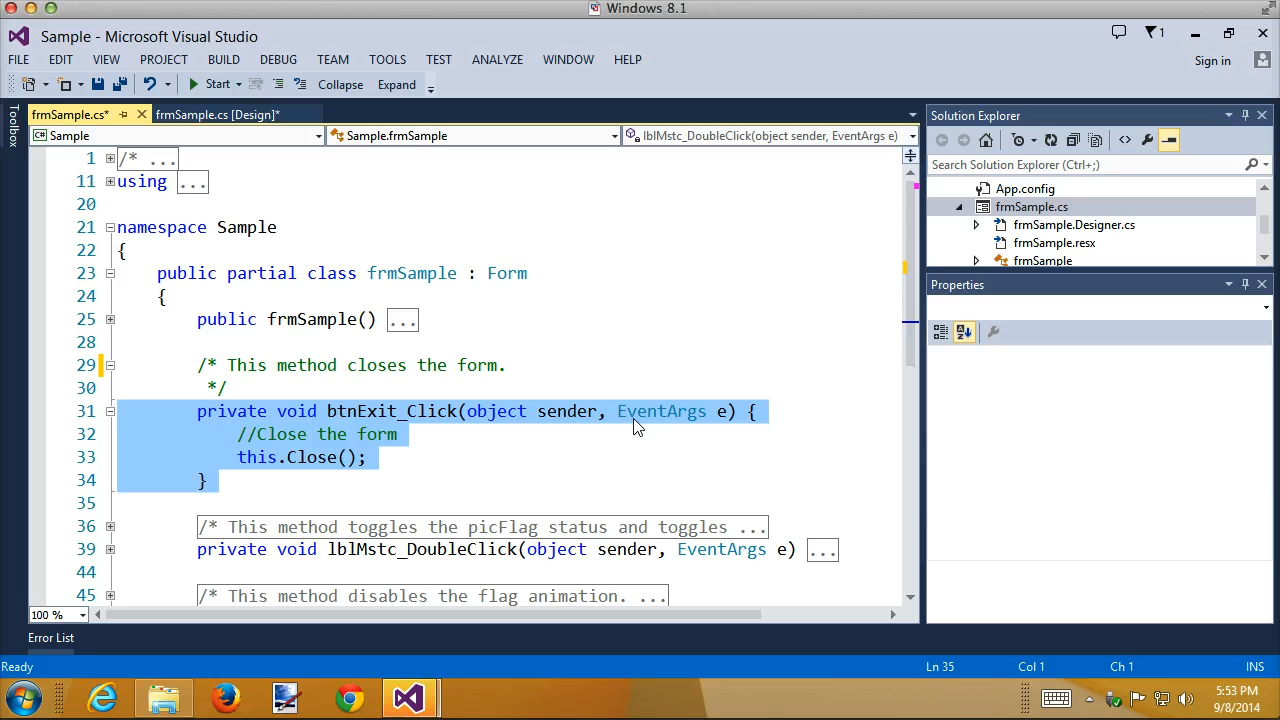 Windows 8.1
Sample - Microsoft Visual Studio
1
FILE EDIT VIEW PROJECT BUILD DEBUG TEAM TOOLS TEST ANALYZE WINDOW HELP
Sign in
Start Collapse Expand
Toolbox
frmSample.cs* frmSample.cs [Design]*
Sample Sample.frmSample lblMstc_DoubleClick(object sender, EventArgs e)
1 /* ...
11 using ...
20
21 namespace Sample
22 {
23 public partial class frmSample : Form
24 {
25 public frmSample() ...
28
29 /* This method closes the form.
30 */
31 private void btnExit_Click(object sender, EventArgs e) {
32 //Close the form
33 this.Close();
34 }
35
36 /* This method toggles the picFlag status and toggles ...
39 private void lblMstc_DoubleClick(object sender, EventArgs e) ...
44
45 /* This method disables the flag animation. ...
100 %
Solution Explorer
Search Solution Explorer (Ctrl+;)
App.config
frmSample.cs
frmSample.Designer.cs
frmSample.resx
frmSample
Properties
Error List
Ready Ln 35 Col 1 Ch 1 INS
5:53 PM
9/8/2014